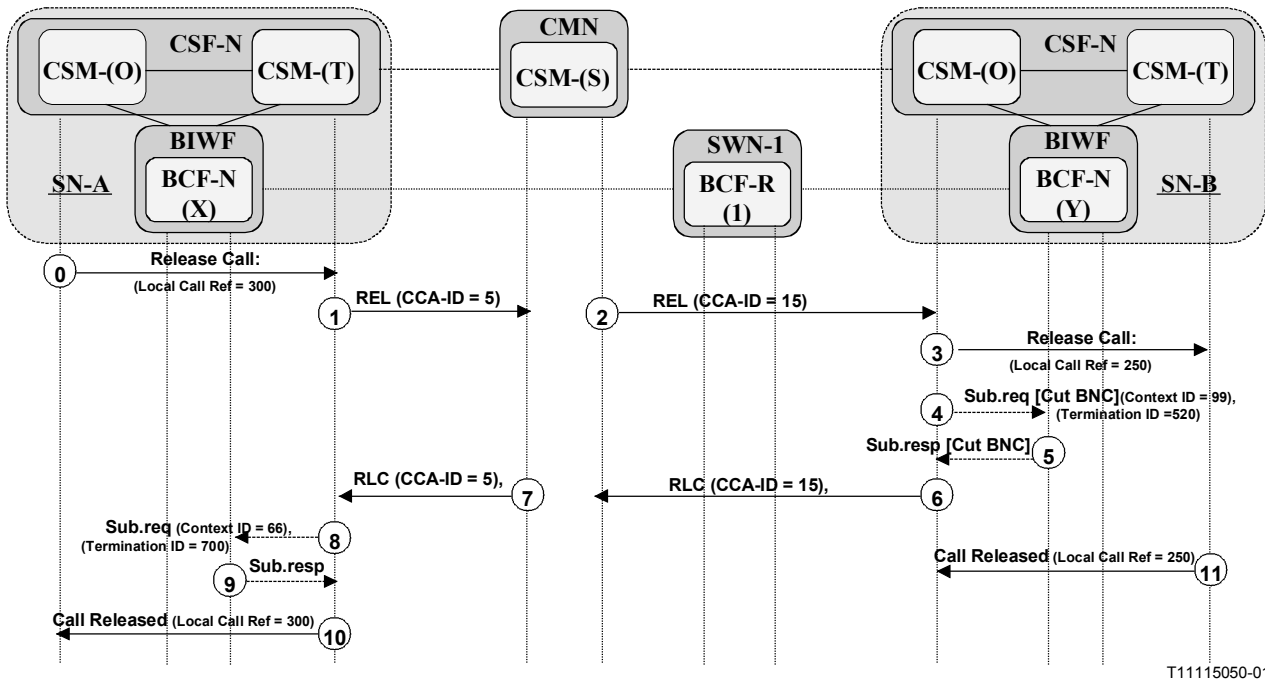 CSF-N
CSM-(O)
CSM-(T)
BIWF
BCF-N
(X)
SN-A
CMN
CSM-(S)
SWN-1
BCF-R
(1)
CSF-N
CSM-(O)
CSM-(T)
BIWF
BCF-N
(Y)
SN-B
0
Release Call:
(Local Call Ref = 300)
1
REL (CCA-ID = 5)
2
REL (CCA-ID = 15)
3
Release Call:
(Local Call Ref = 250)
4
Sub.req [Cut BNC](Context ID = 99),
(Termination ID =520)
Sub.resp [Cut BNC]
5
RLC (CCA-ID = 5),
7
RLC (CCA-ID = 15),
6
Sub.req (Context ID = 66),
(Termination ID = 700)
8
9
Sub.resp
Call Released (Local Call Ref = 250)
11
Call Released (Local Call Ref = 300)
10
T11115050-01